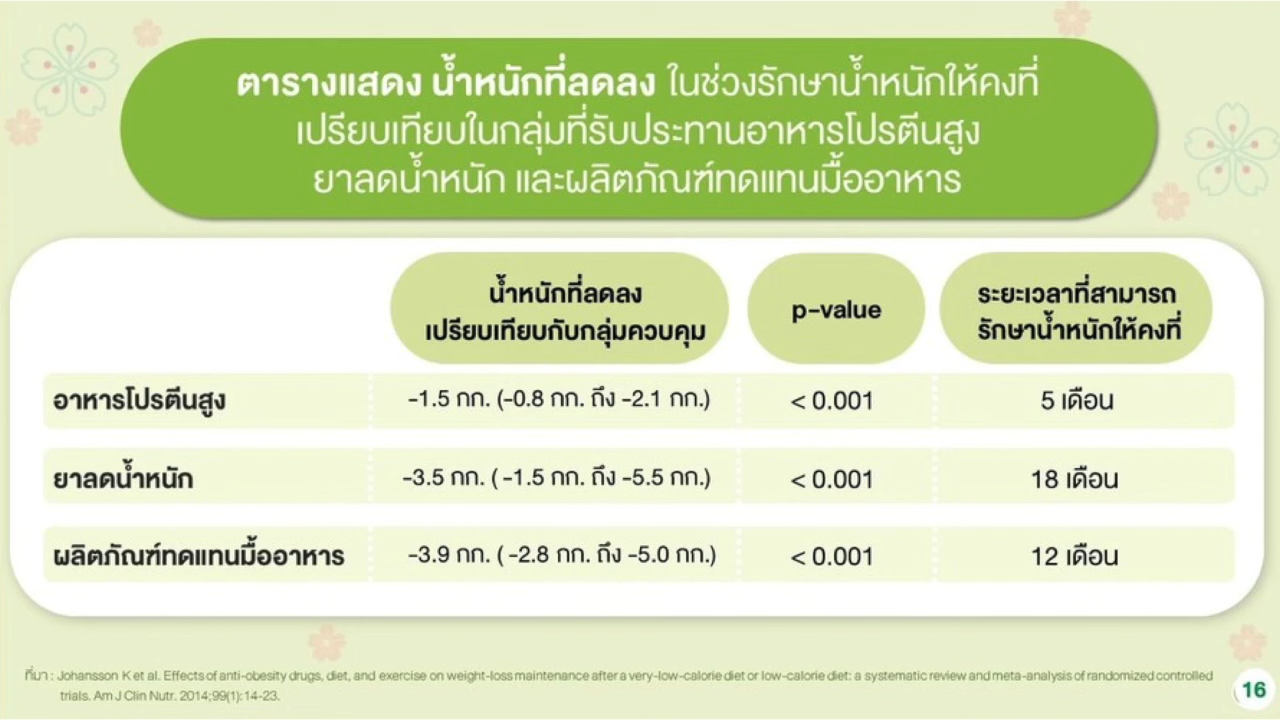 ตารางแสดง น้ำหนักที่ลดลง ในช่วงรักษาน้ำหนักให้คงที่
เปรียบเทียบในกลุ่มที่รับประทานอาหารโปรตีนสูง
ยาลดน้ำหนัก และผลิตภัณฑ์ทดแทนมื้ออาหาร
น้ำหนักที่ลดลง
เปรียบเทียบกับกลุ่มควบคุม
p-value
ระยะเวลาที่สามารถ
รักษาน้ำหนักให้คงที่
อาหารโปรตีนสูง -1.5 กก. (-0.8 กก. ถึง -2.1 กก.) < 0.001 5 เดือน
ยาลดน้ำหนัก -3.5 กก. ( -1.5 กก. ถึง -5.5 กก.) < 0.001 18 เดือน
ผลิตภัณฑ์ทดแทนมื้ออาหาร -3.9 กก. ( -2.8 กก. ถึง -5.0 กก.) < 0.001 12 เดือน
ที่มา : Johansson K et al. Effects of anti-obesity drugs, diet, and exercise on weight-loss maintenance after a very-low-calorie diet or low-calorie diet: a systematic review and meta-analysis of randomized controlled
trials. Am J Clin Nutr. 2014;99(1):14-23.
16